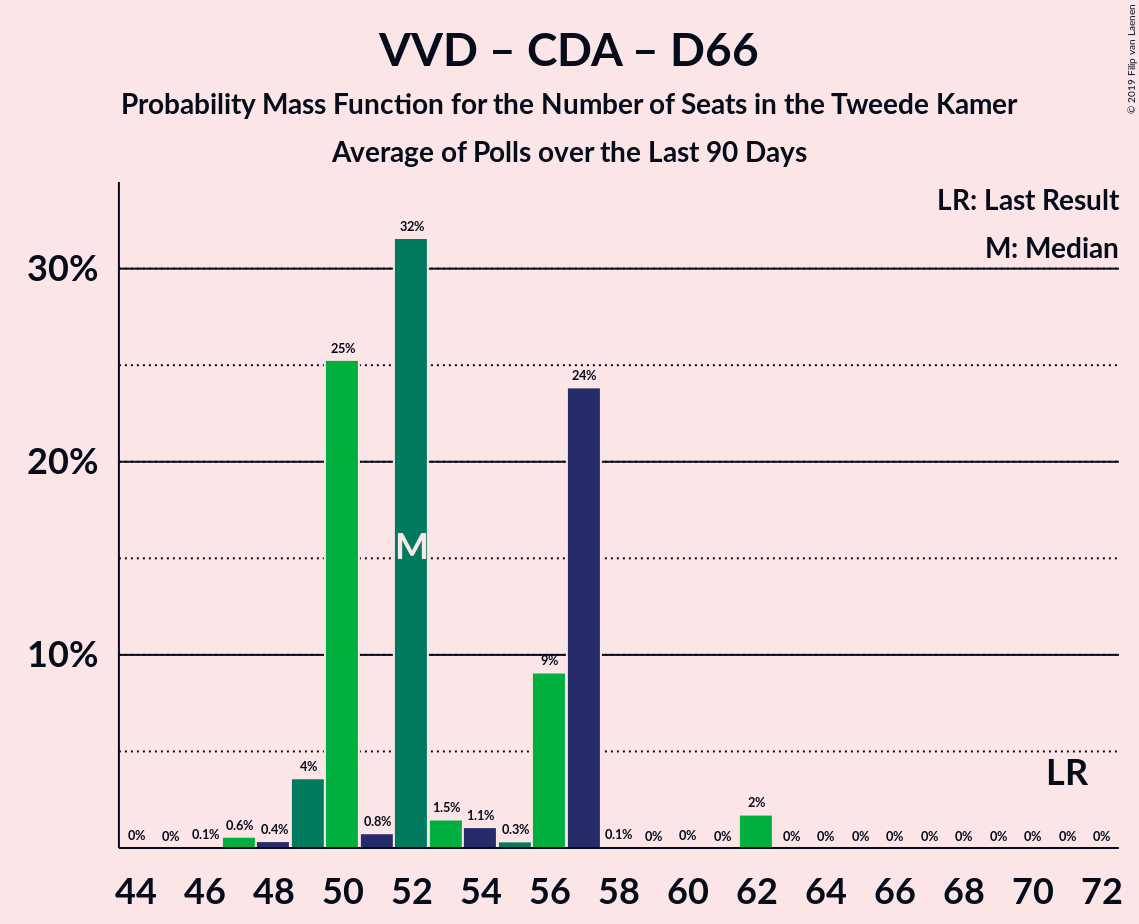 VVD – CDA – D66
Probability Mass Function for the Number of Seats in the Tweede Kamer
Average of Polls over the Last 90 Days
© 2019 Filip van Laenen
LR: Last Result
M: Median
30%
20%
10%
0% 0% 0.1% 0.6% 0.4% 4% 25% 0.8% 32% 1.5% 1.1% 0.3% 9% 24% 0.1% 0% 0% 0% 2% 0% 0% 0% 0% 0% 0% 0% 0% 0% 0%
M
LR
44 46 48 50 52 54 56 58 60 62 64 66 68 70 72